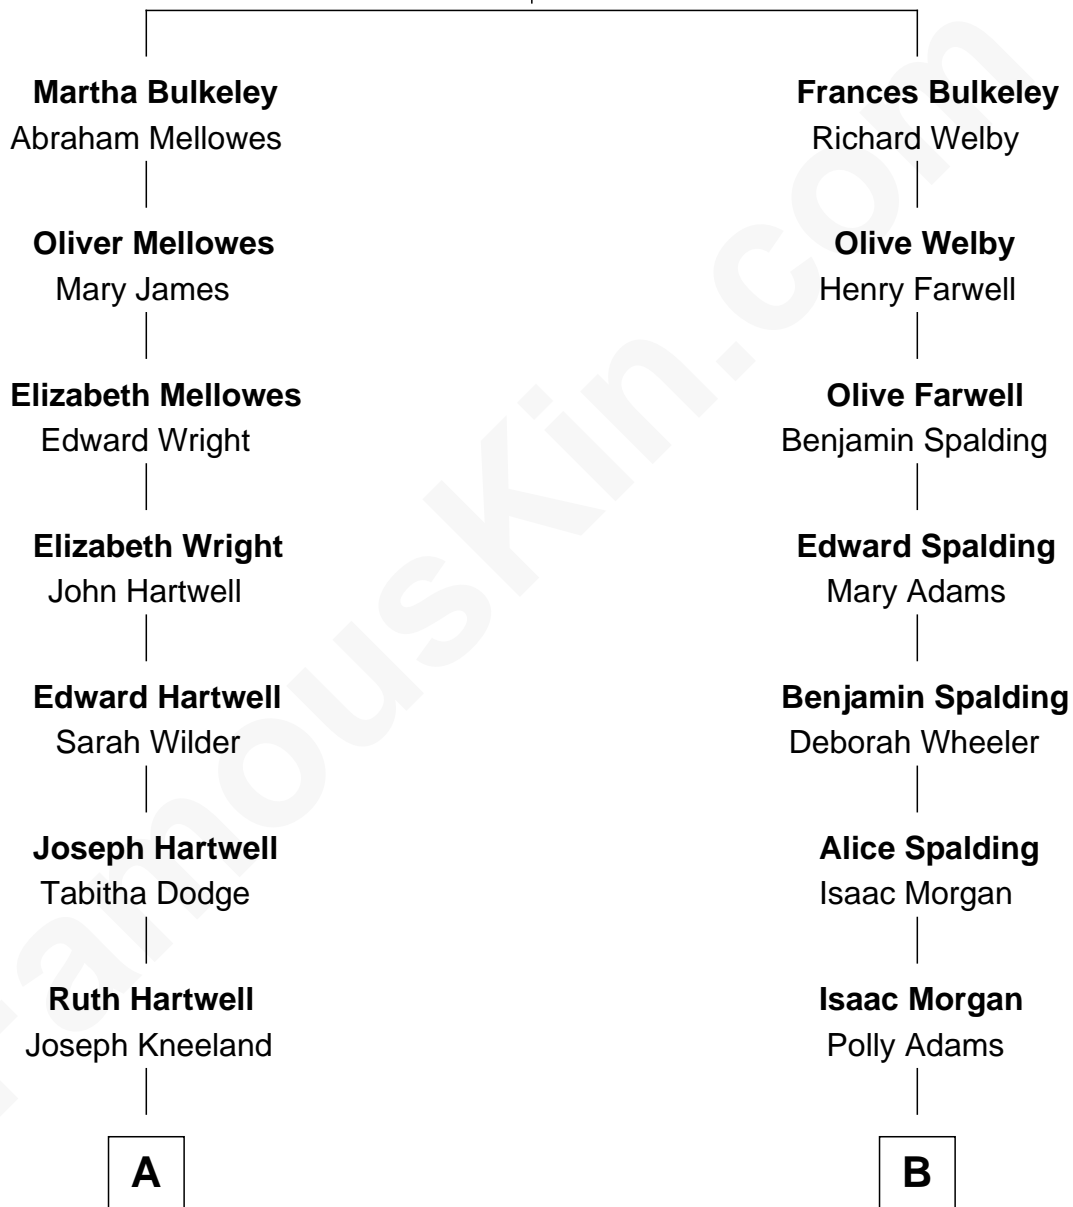 Martha Bulkeley
Abraham Mellowes
Oliver Mellowes
Mary James
Elizabeth Mellowes
Edward Wright
Elizabeth Wright
John Hartwell
Edward Hartwell
Sarah Wilder
Joseph Hartwell
Tabitha Dodge
Ruth Hartwell
Joseph Kneeland
A
Frances Bulkeley
Richard Welby
Olive Welby
Henry Farwell
Olive Farwell
Benjamin Spalding
Edward Spalding
Mary Adams
Benjamin Spalding
Deborah Wheeler
Alice Spalding
Isaac Morgan
Isaac Morgan
Polly Adams
B
FamousKin.com